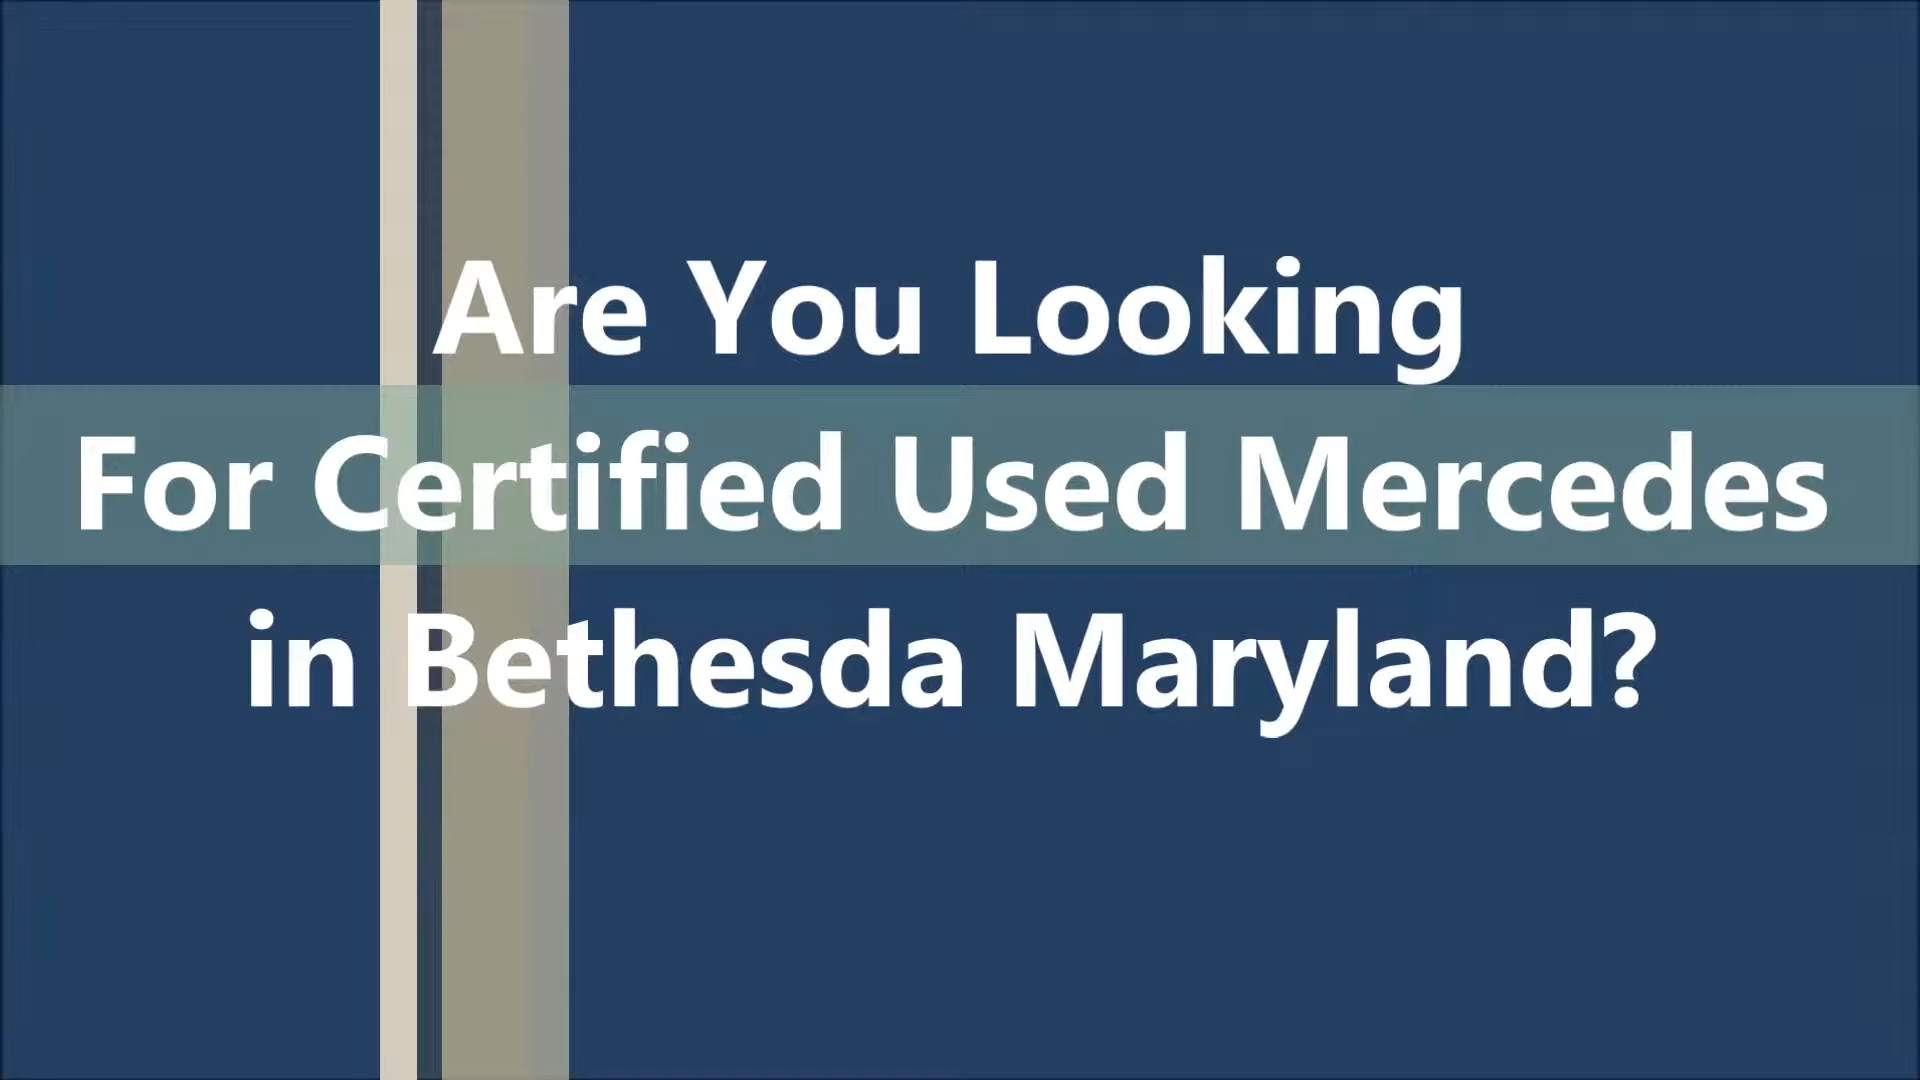 Are You Looking
For Certified Used Mercedes
in Bethesda Maryland?